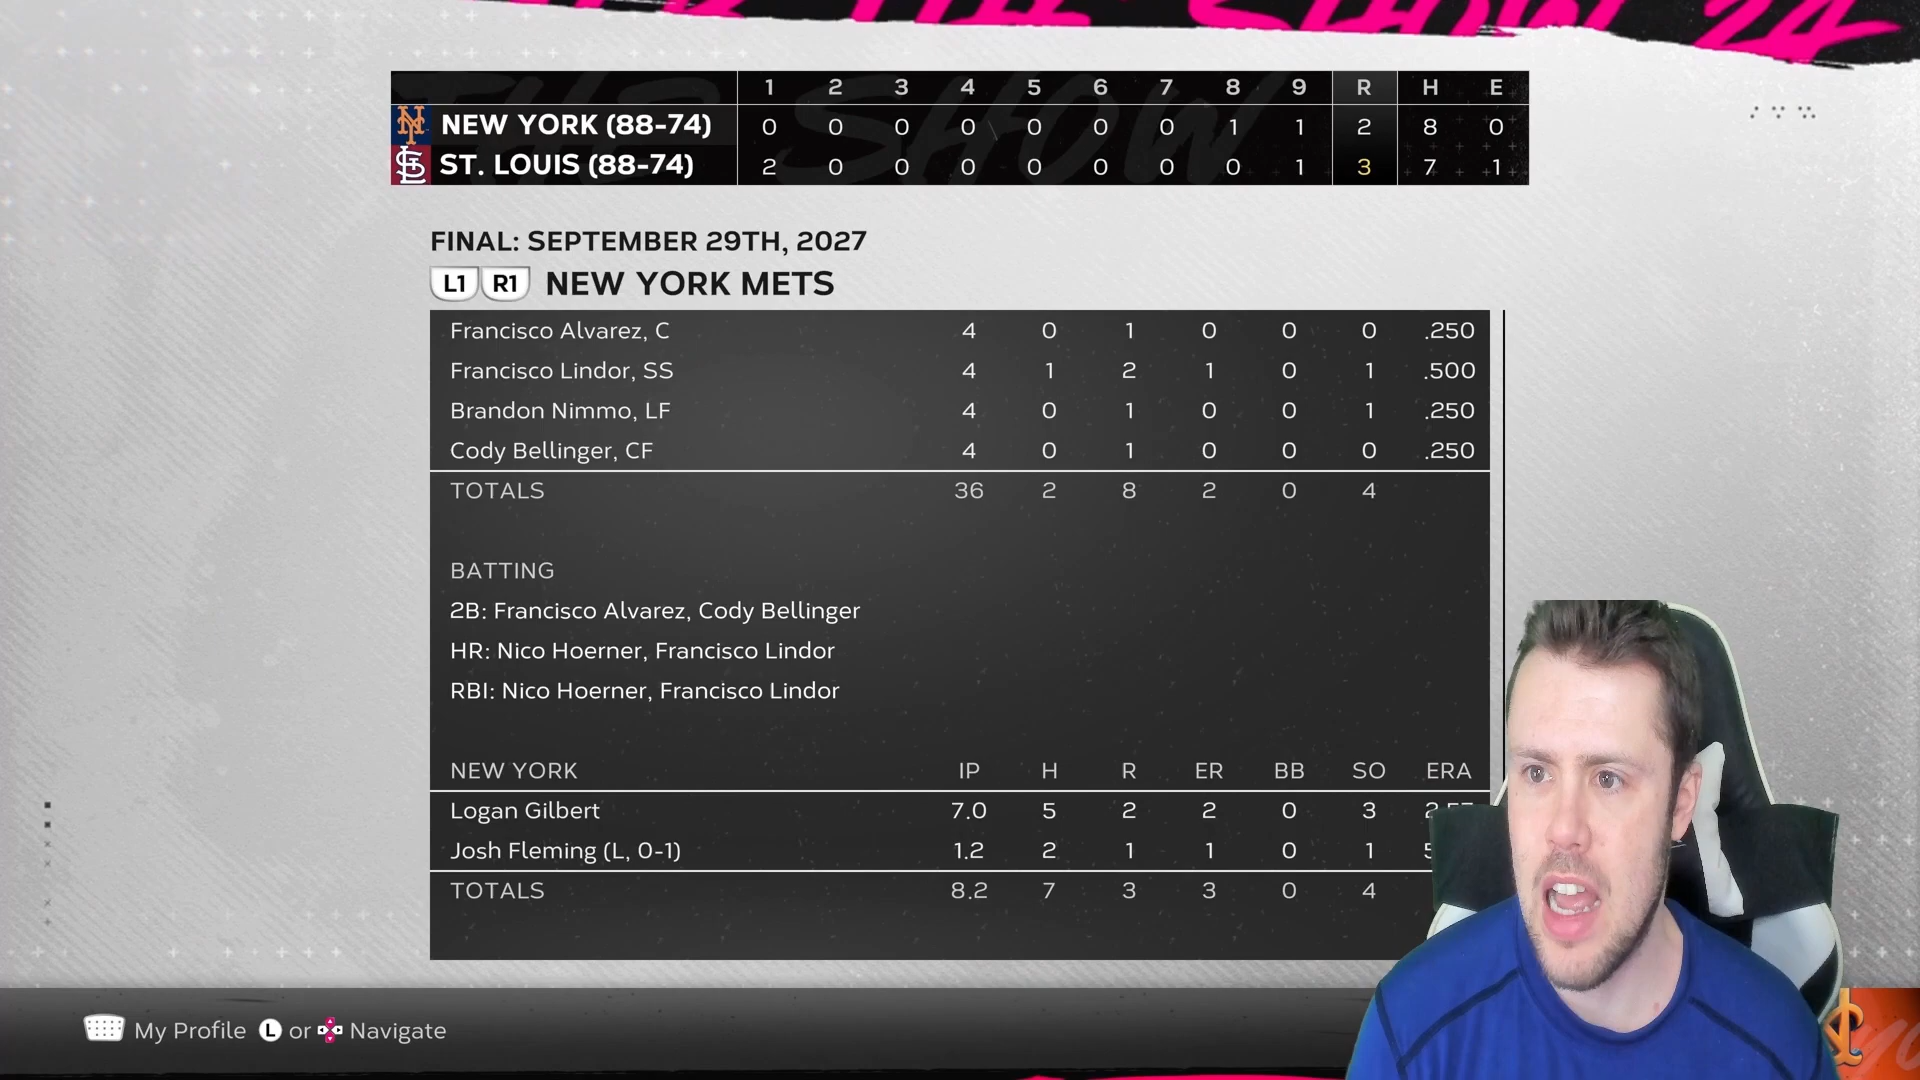 THE SHOW 24
1 2 3 4 5 6 7 8 9 R H E
NEW YORK (88-74) 0 0 0 0 0 0 0 1 1 2 8 0
ST. LOUIS (88-74) 2 0 0 0 0 0 0 0 1 3 7 1
FINAL: SEPTEMBER 29TH, 2027
L1 R1 NEW YORK METS
Francisco Alvarez, C 4 0 1 0 0 0 .250
Francisco Lindor, SS 4 1 2 1 0 1 .500
Brandon Nimmo, LF 4 0 1 0 0 1 .250
Cody Bellinger, CF 4 0 1 0 0 0 .250
TOTALS 36 2 8 2 0 4
BATTING
2B: Francisco Alvarez, Cody Bellinger
HR: Nico Hoerner, Francisco Lindor
RBI: Nico Hoerner, Francisco Lindor
NEW YORK IP H R ER BB SO ERA
Logan Gilbert 7.0 5 2 2 0 3
Josh Fleming (L, 0-1) 1.2 2 1 1 0 1
TOTALS 8.2 7 3 3 0 4
My Profile L or Navigate